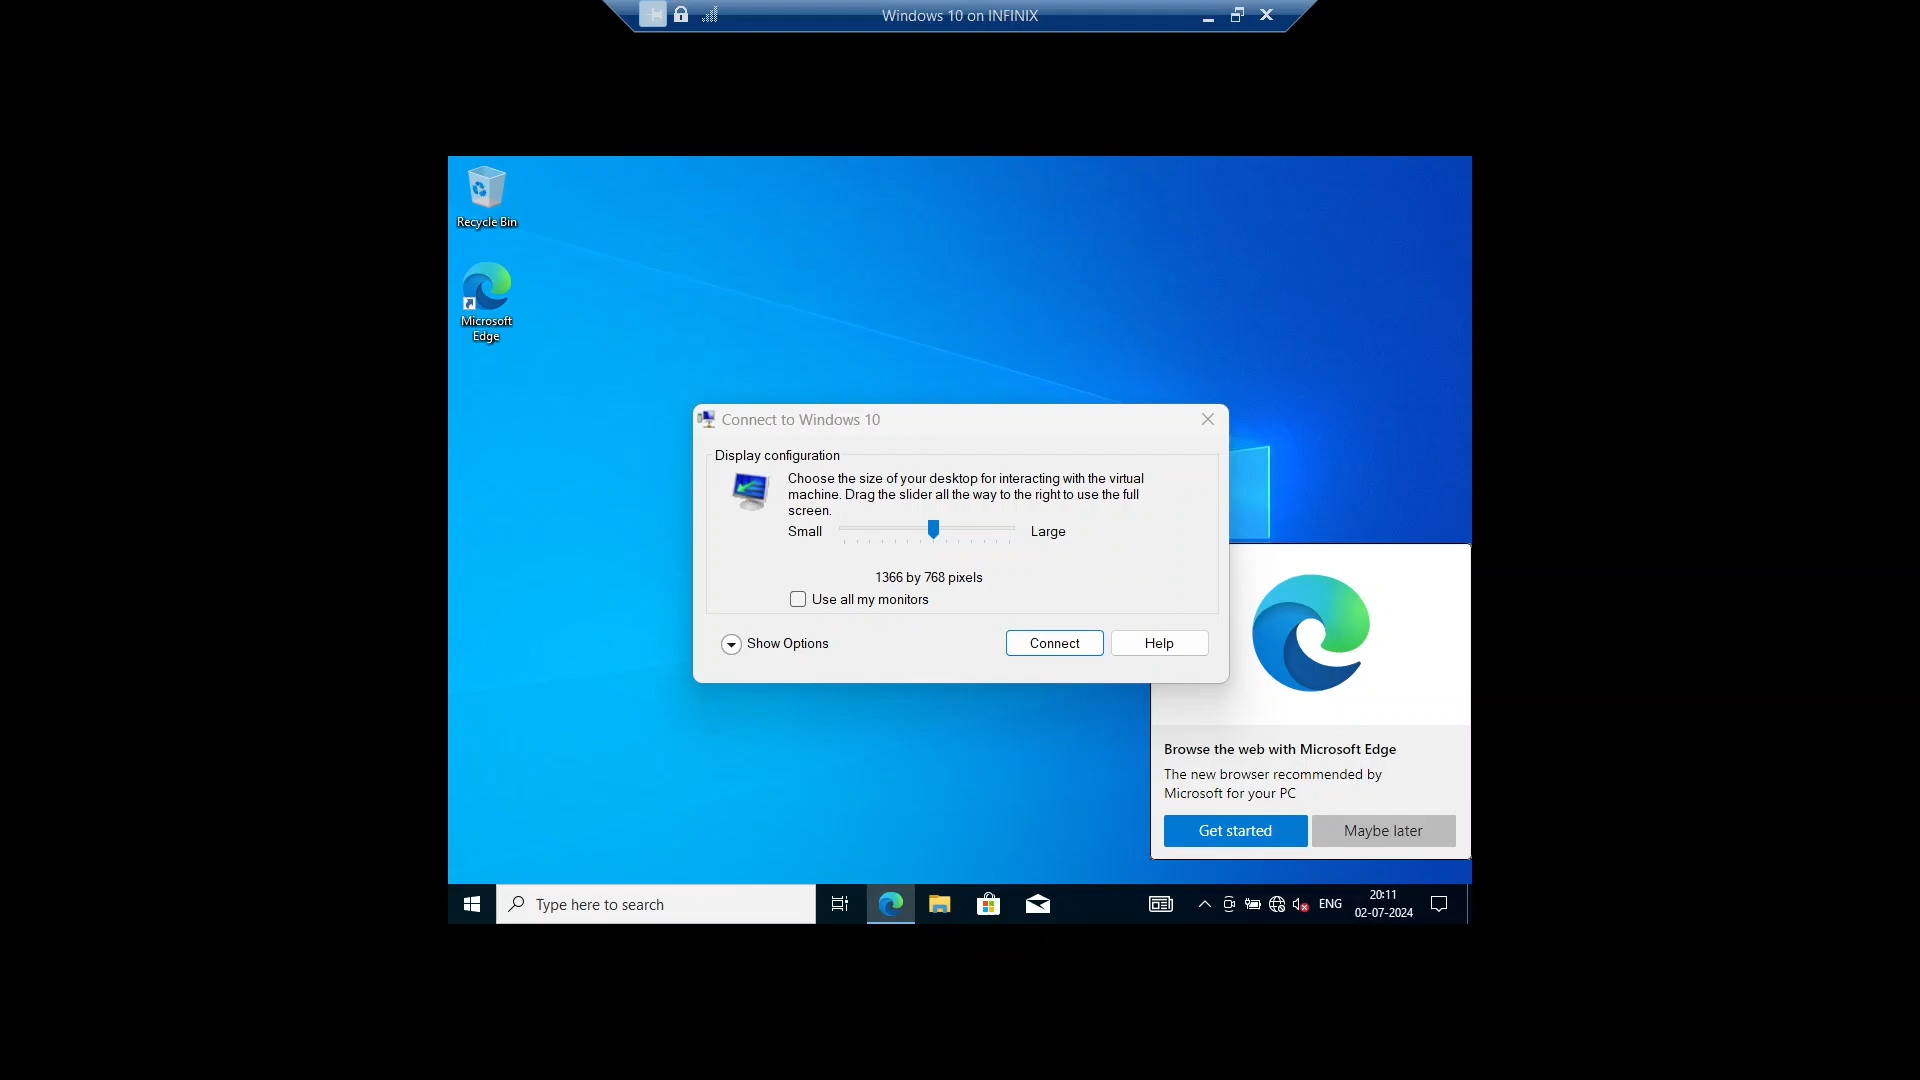 Windows 10 on INFINIX
Recycle Bin
Microsoft
Edge
Connect to Windows 10
Display configuration
Choose the size of your desktop for interacting with the virtual
machine. Drag the slider all the way to the right to use the full
screen.
Small
Large
1366 by 768 pixels
Use all my monitors
Show Options
Connect
Help
Browse the web with Microsoft Edge
The new browser recommended by
Microsoft for your PC
Get started
Maybe later
Type here to search
ENG
20:11
02-07-2024